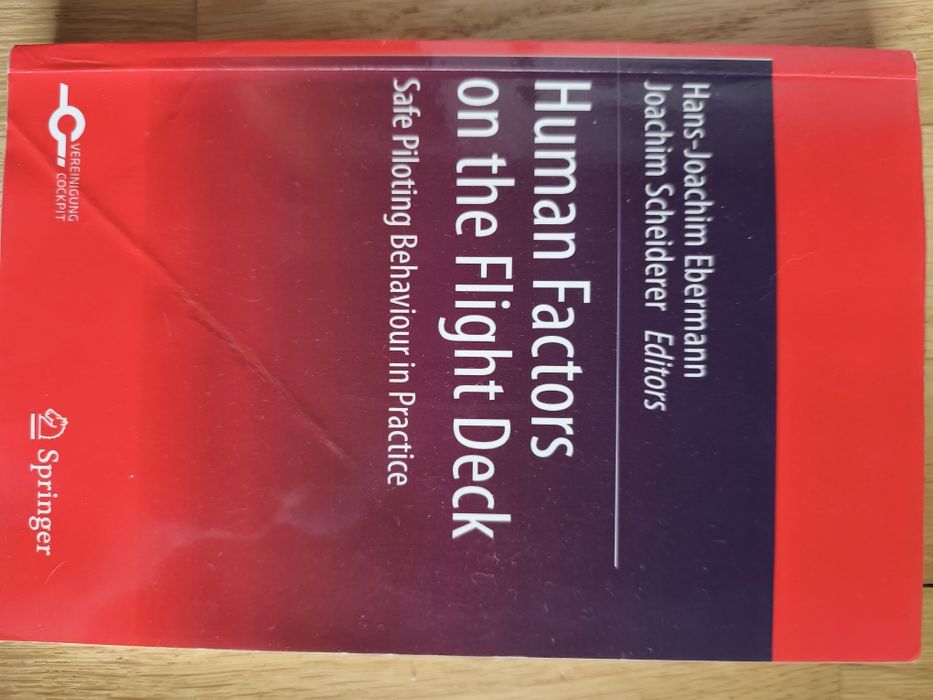 Hans-Joachim Ebermann
Joachim Scheiderer Editors
Human Factors
on the Flight Deck
Safe Piloting Behaviour in Practice
VEREINIGUNG
COCKPIT
Springer